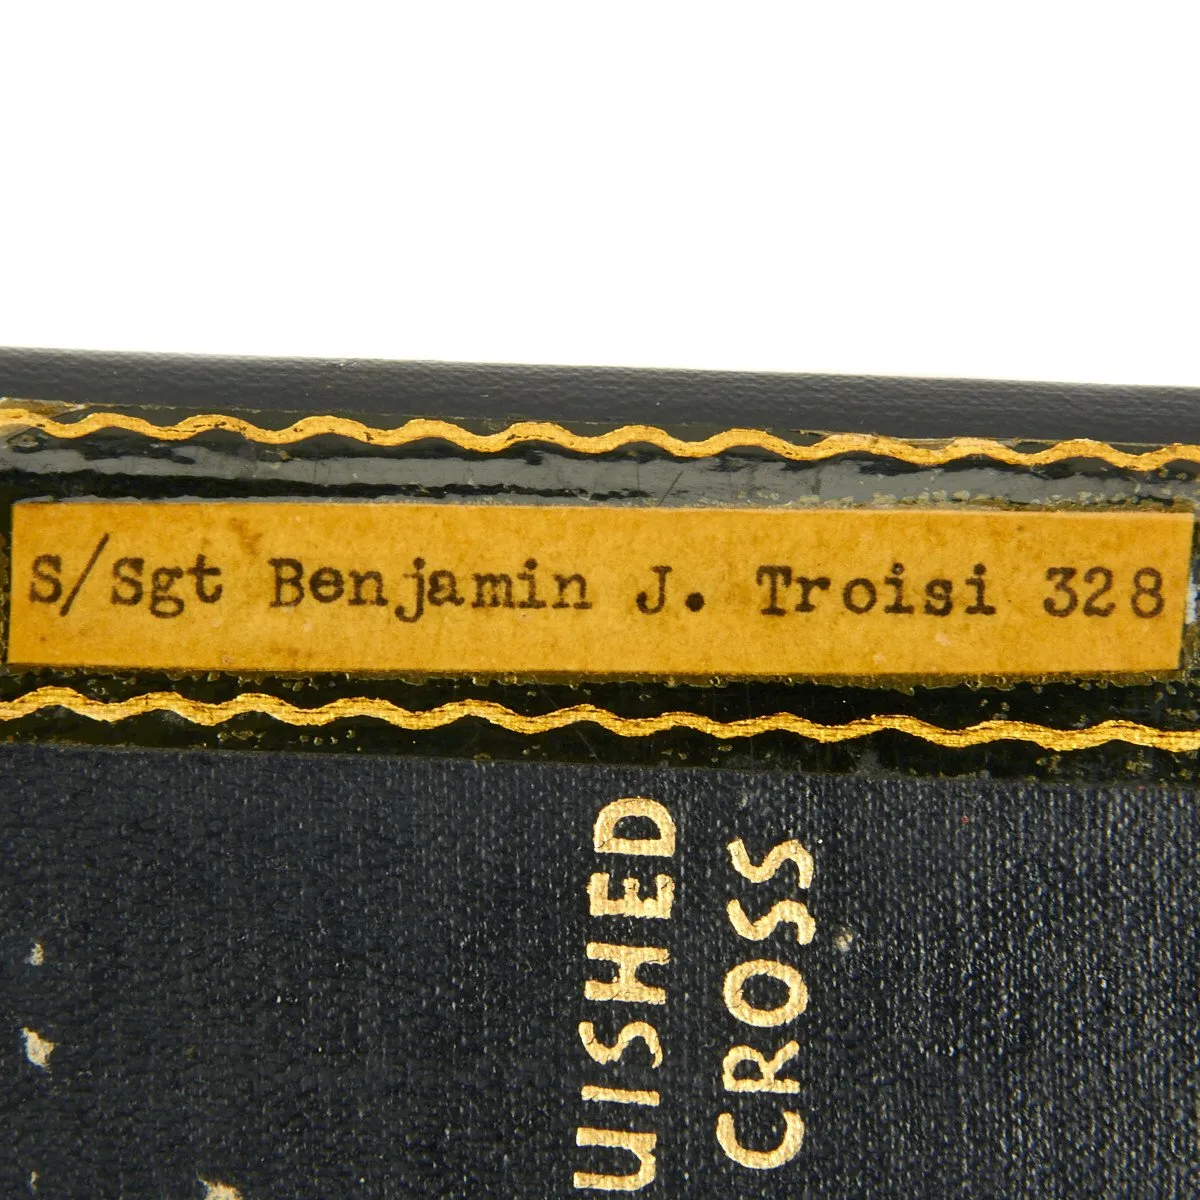 S/Sgt Benjamin J. Troisi 328
UISHED
CROSS